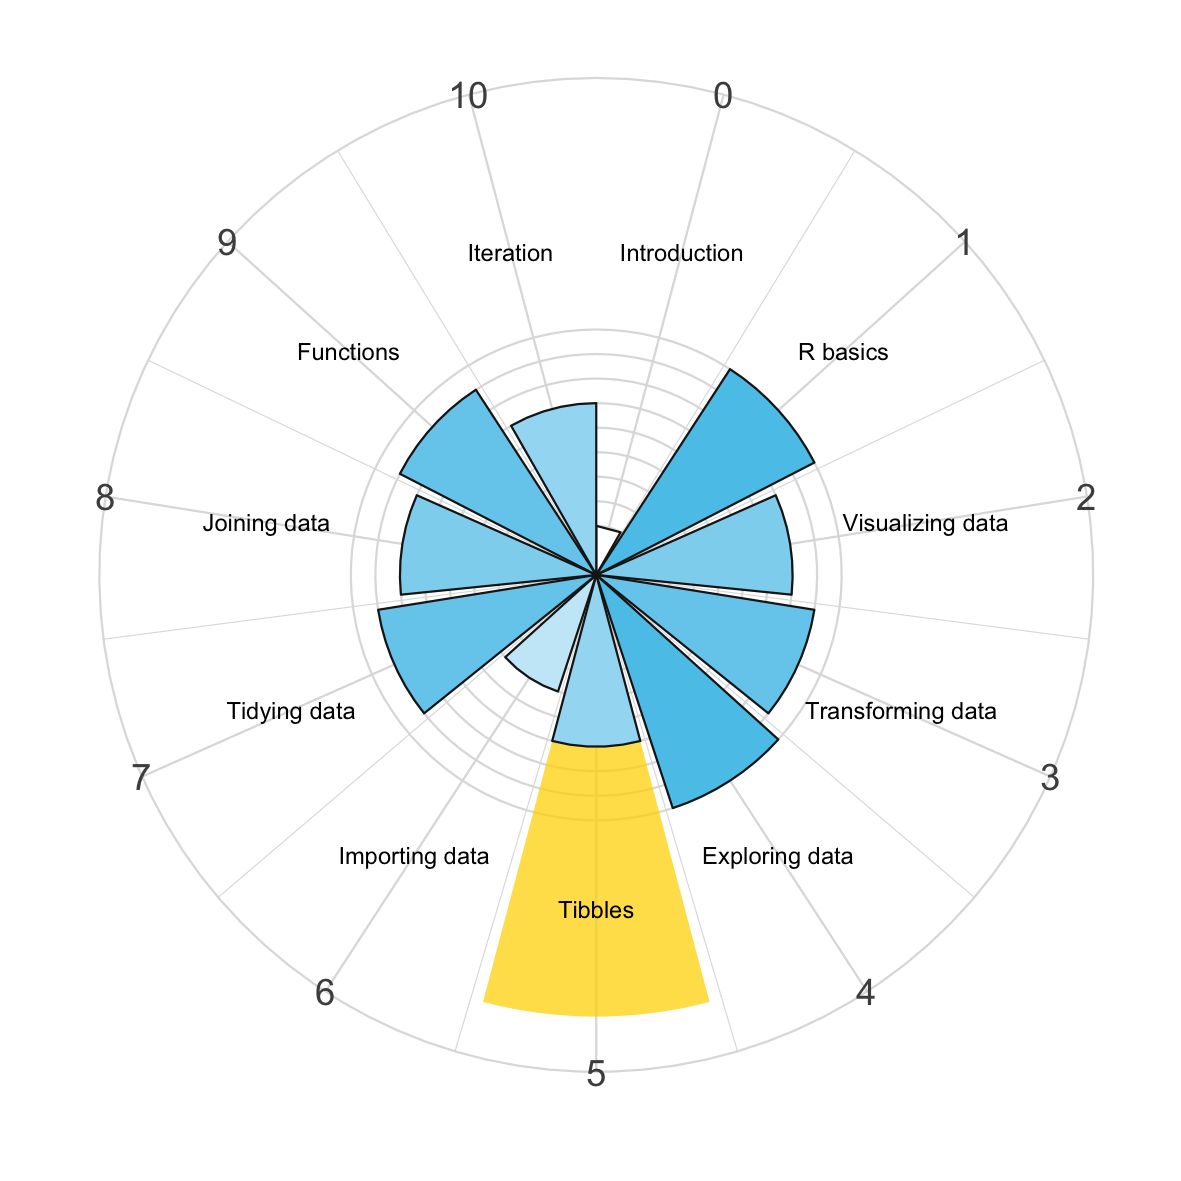 10
0
9
1
Iteration
Introduction
Functions
R basics
8
2
Joining data
Visualizing data
Tidying data
Transforming data
7
3
Importing data
Exploring data
Tibbles
6
4
5